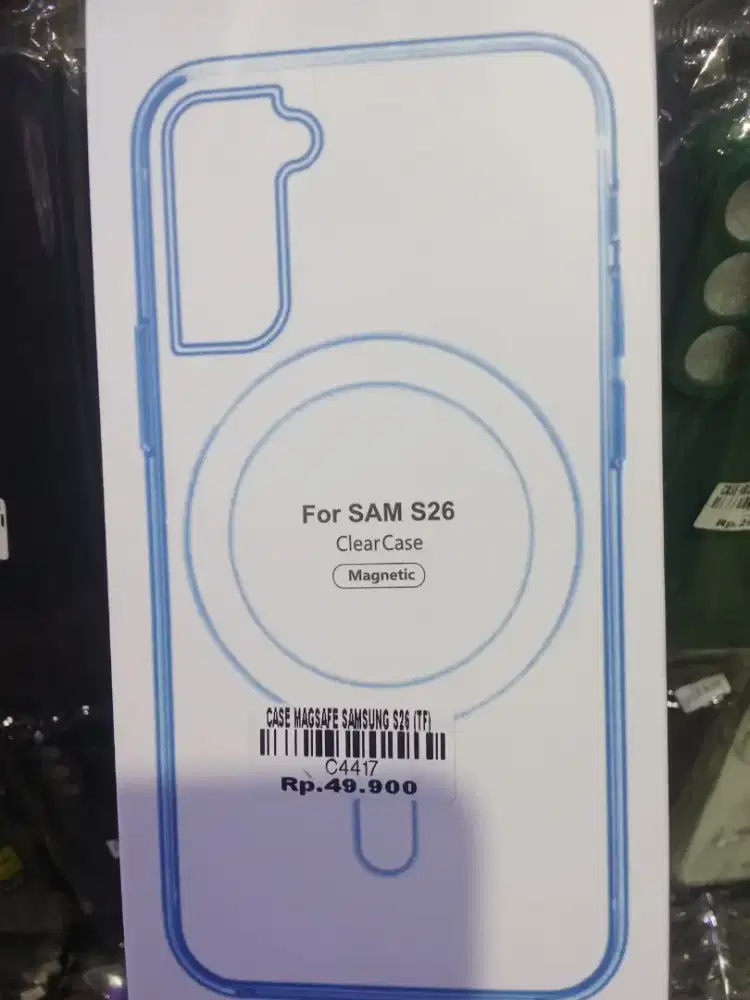 For SAM S26
ClearCase
Magnetic
CASE MAGSAFE SAMSUNG S26 (TF)
C4417
Rp.49.900